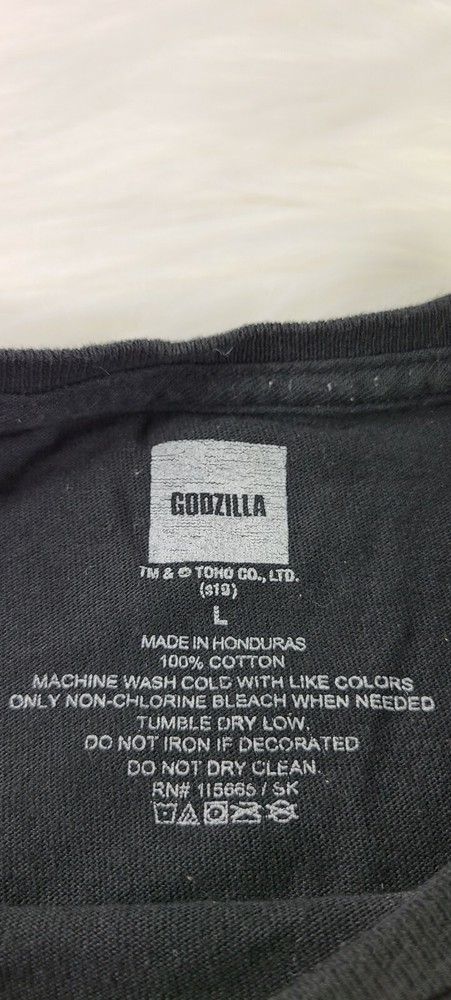 GODZILLA
TM & © TOHO CO., LTD.
(s19)
L
MADE IN HONDURAS
100% COTTON
MACHINE WASH COLD WITH LIKE COLORS
ONLY NON-CHLORINE BLEACH WHEN NEEDED
TUMBLE DRY LOW.
DO NOT IRON IF DECORATED
DO NOT DRY CLEAN.
RN# 115665 / SK